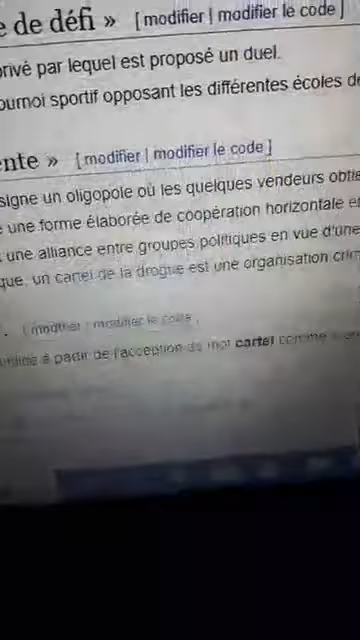 e de défi » [ modifier | modifier le code ]
privé par lequel est proposé un duel.
ournoi sportif opposant les différentes écoles de
ente » [ modifier | modifier le code ]
signe un oligopole où les quelques vendeurs obtie
une forme élaborée de coopération horizontale e
une alliance entre groupes politiques en vue d'une
que, un cartel de la drogue est une organisation crim
[ modifier | modifier le code ]
à partir de l'acception du mot cartel comme